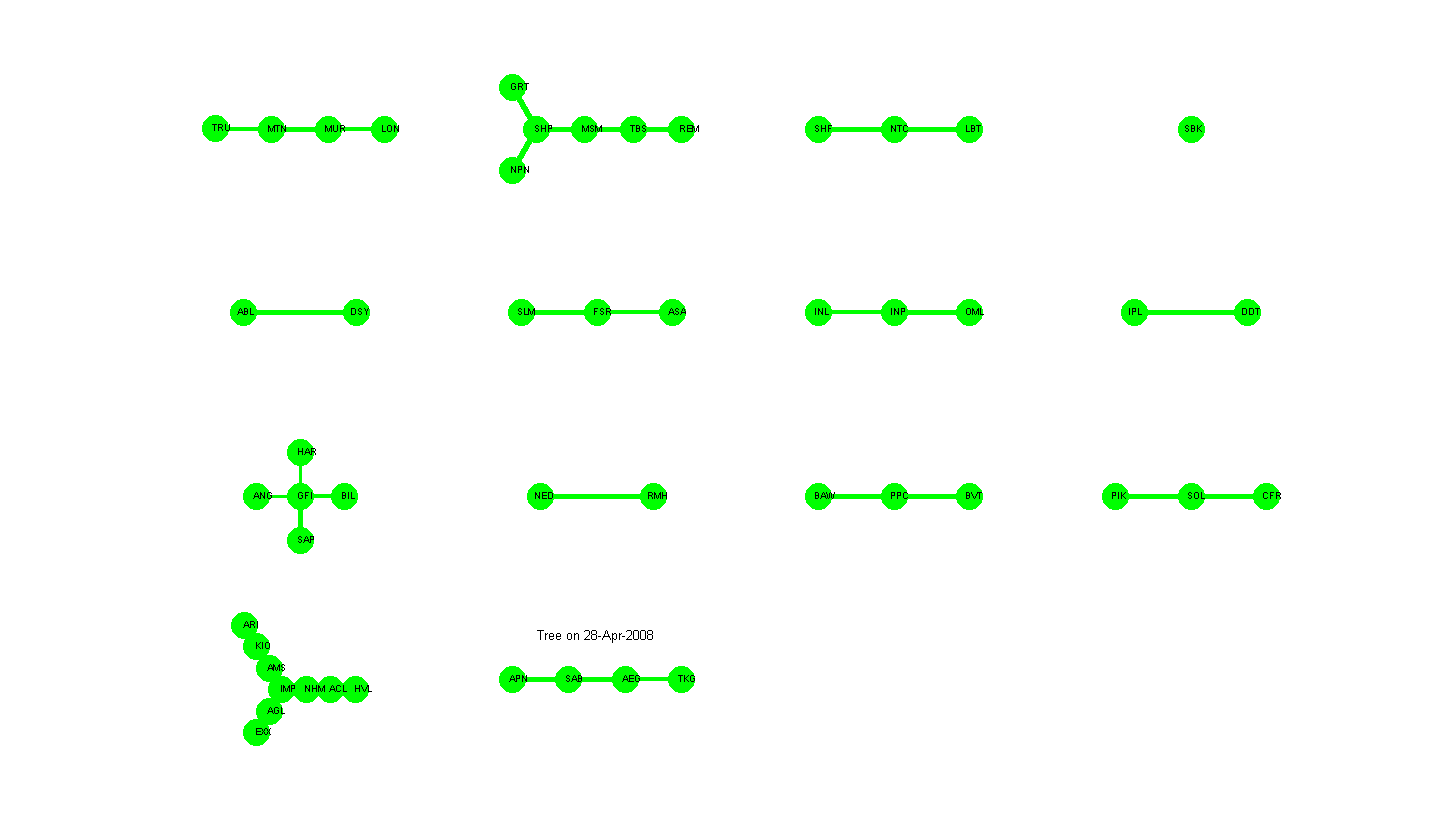 GRT
TRU MTN MUR LON
SHP MSM TBS REM
SHF NTC LBT
SBK
NPN
ABL DSY
SLM FSR ASA
INL INP OML
IPL DDT
HAR
ANG GFI BIL
SAP
NED RMH
BAW PPC BVT
PIK SOL CFR
ARI
KIO
AMS
IMP NHM ACL HVL
AGL
EXX
Tree on 28-Apr-2008
APN SAB AEG TKG